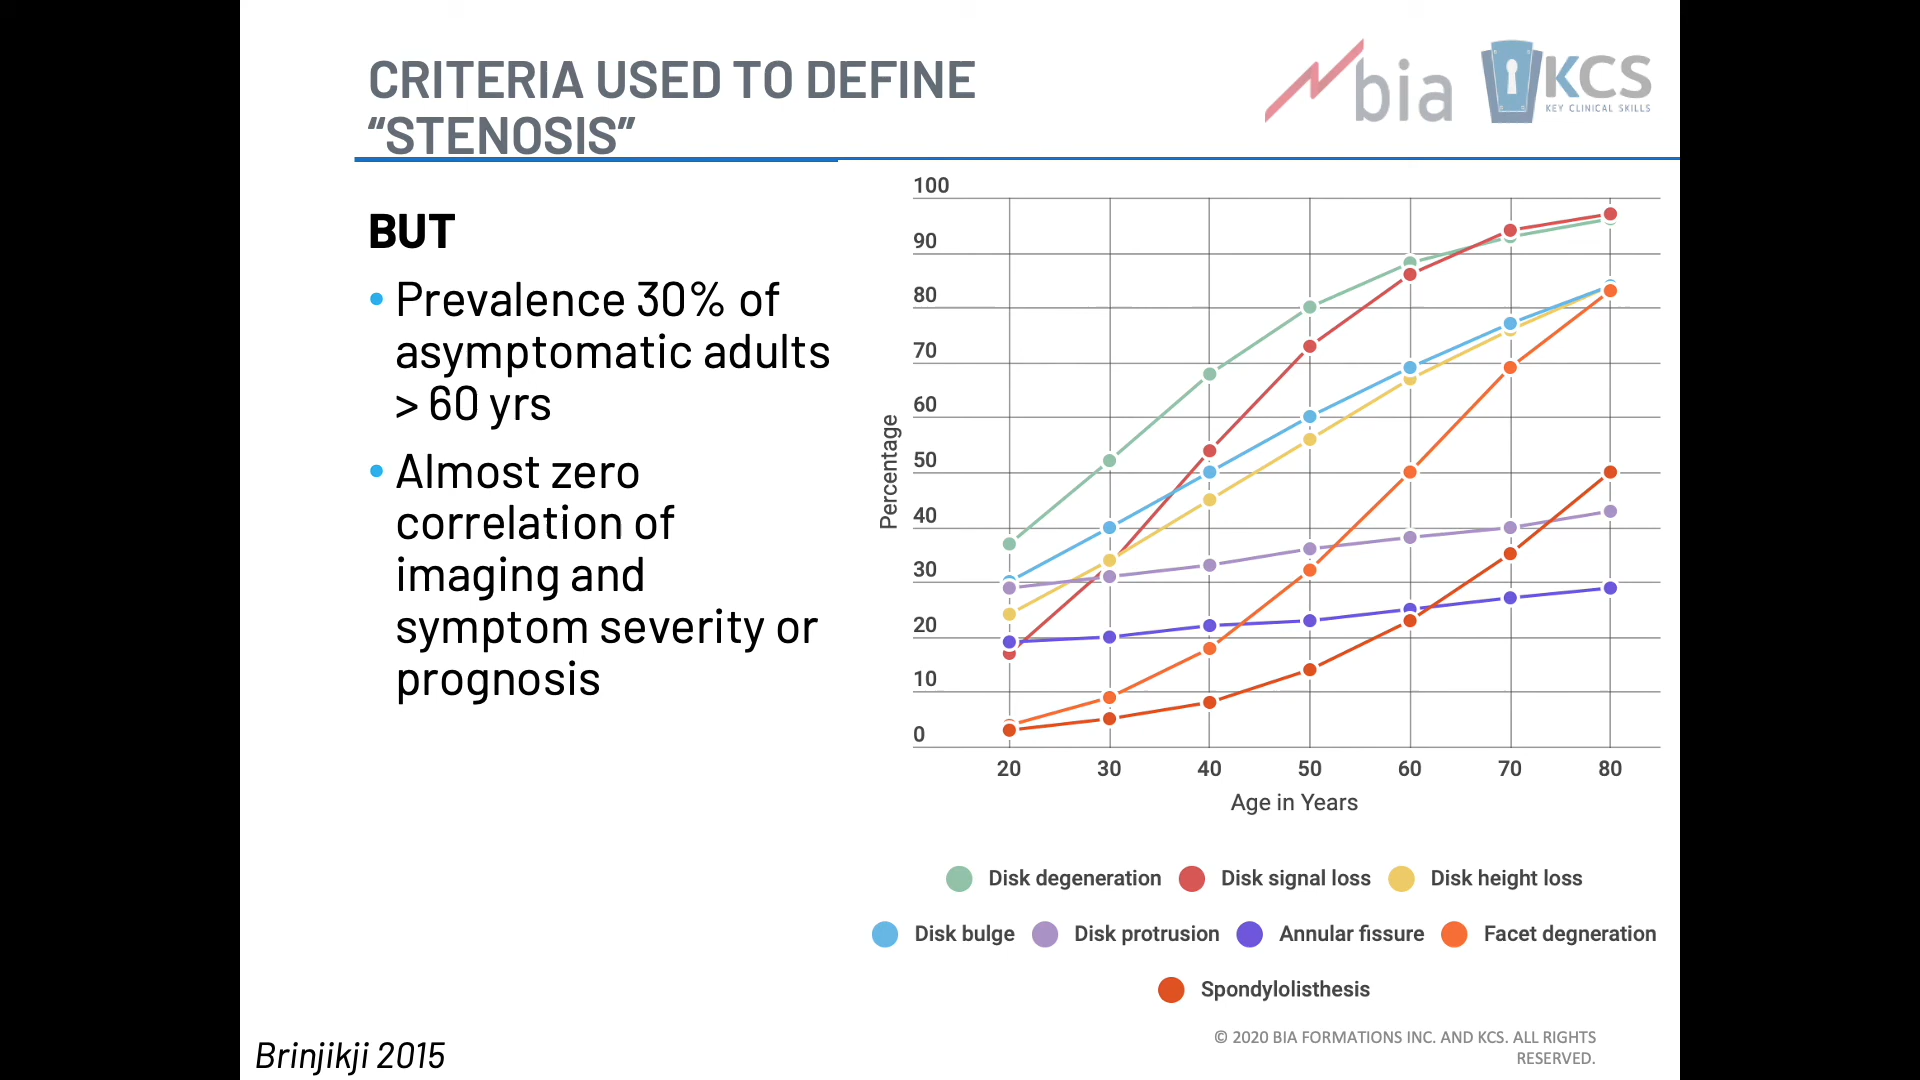 CRITERIA USED TO DEFINE
“STENOSIS”
bia
KCS
KEY CLINICAL SKILLS
BUT
• Prevalence 30% of
asymptomatic adults
> 60 yrs
• Almost zero
correlation of
imaging and
symptom severity or
prognosis
Percentage
100
90
80
70
60
50
40
30
20
10
0
20 30 40 50 60 70 80
Age in Years
Disk degeneration Disk signal loss Disk height loss
Disk bulge Disk protrusion Annular fissure Facet degneration
Spondylolisthesis
© 2020 BIA FORMATIONS INC. AND KCS. ALL RIGHTS
RESERVED.
Brinjikji 2015